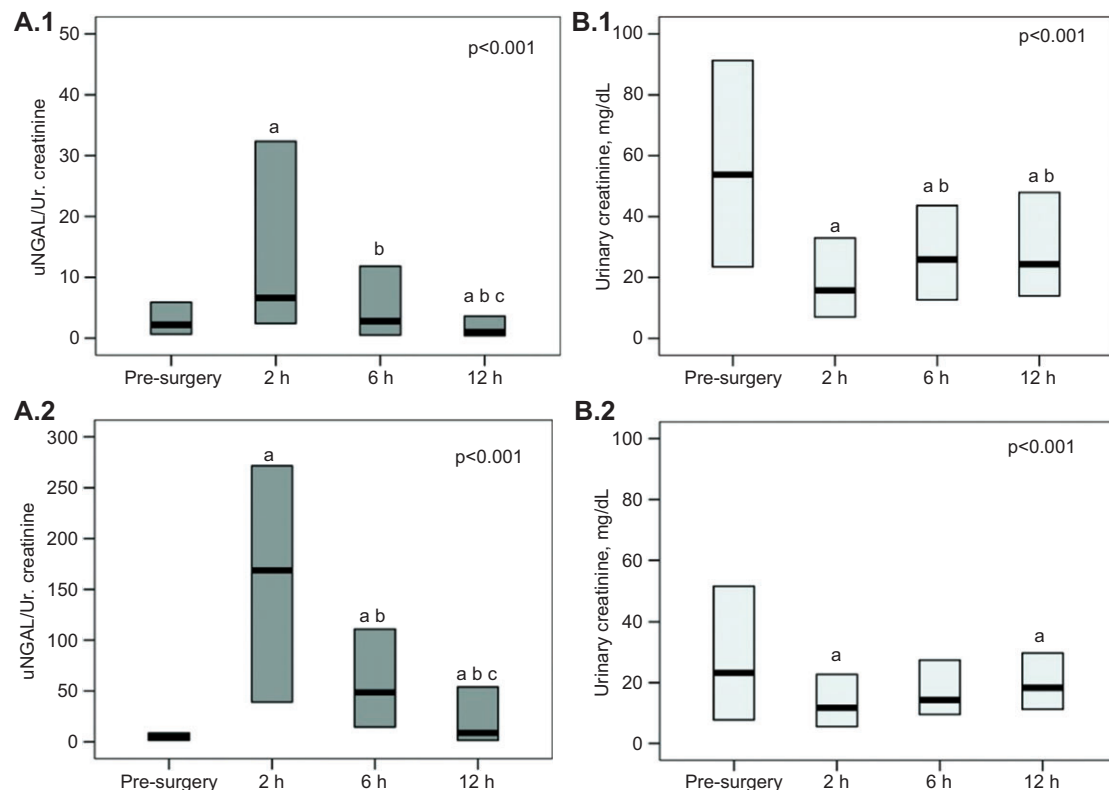 A.1
p<0.001
uNGAL/Ur. creatinine
50
40
30
20
10
0
a
b
a b c
Pre-surgery 2 h 6 h 12 h
B.1
p<0.001
Urinary creatinine, mg/dL
100
80
60
40
20
0
a
a b
a b
Pre-surgery 2 h 6 h 12 h
A.2
p<0.001
uNGAL/Ur. creatinine
300
250
200
150
100
50
0
a
a b
a b c
Pre-surgery 2 h 6 h 12 h
B.2
p<0.001
Urinary creatinine, mg/dL
100
80
60
40
20
0
a
a
Pre-surgery 2 h 6 h 12 h